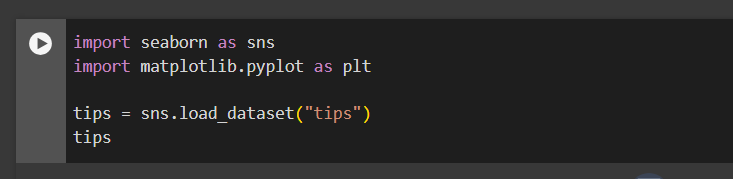 import seaborn as sns
import matplotlib.pyplot as plt
tips = sns.load_dataset("tips")
tips